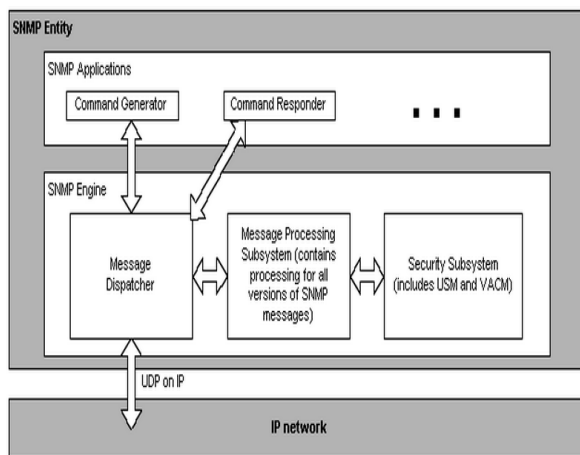 SNMP Entity
SNMP Applications
Command Generator
Command Responder
. . .
SNMP Engine
Message
Dispatcher
Message Processing
Subsystem (contains
processing for all
versions of SNMP
messages)
Security Subsystem
(includes USM and VACM)
UDP on IP
IP network